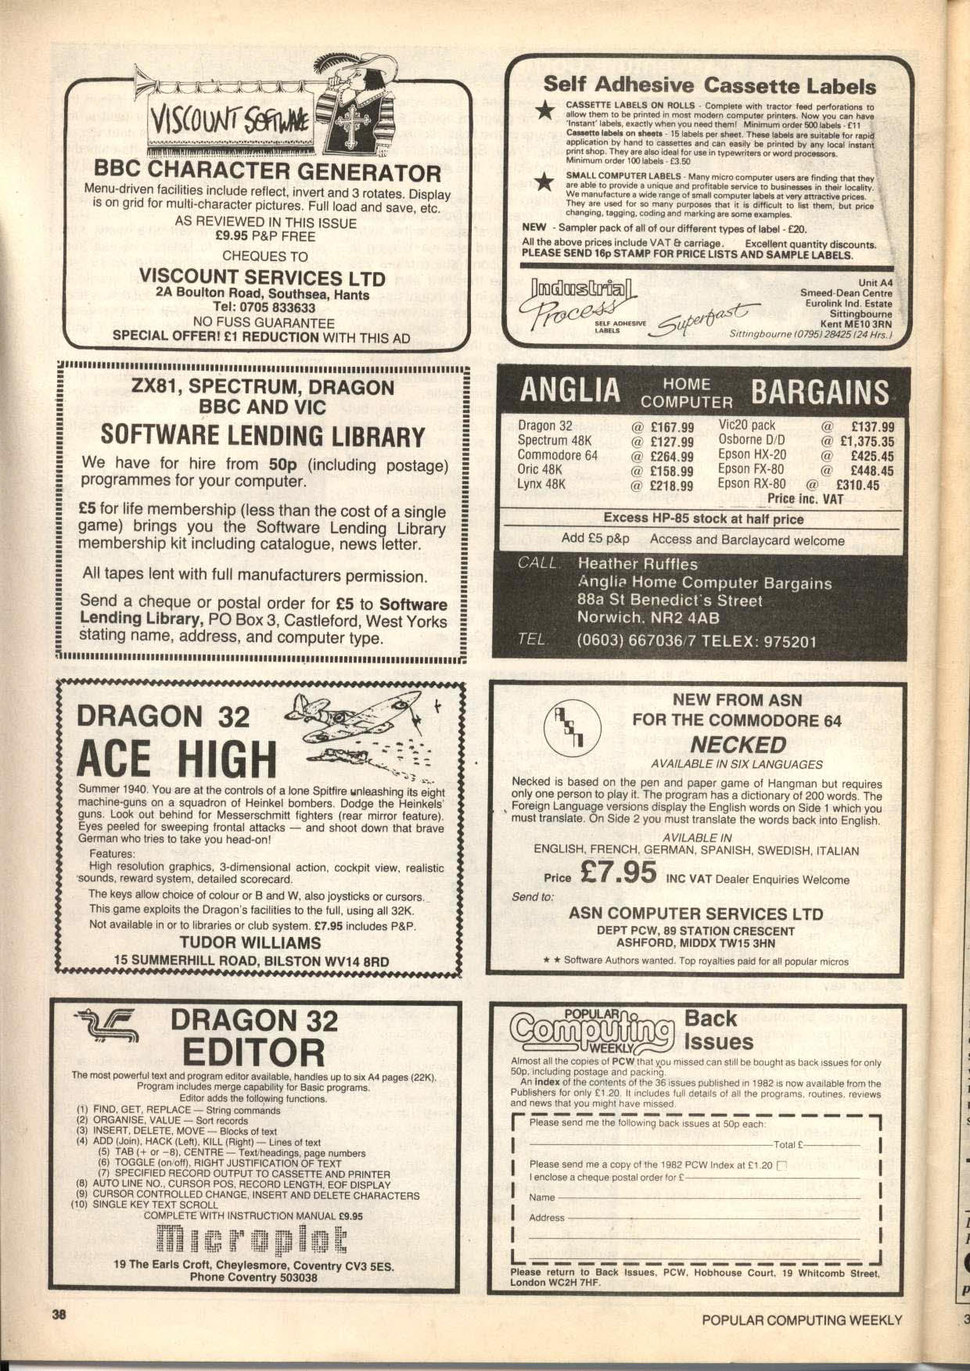 VISCOUNT SOFTWARE
BBC CHARACTER GENERATOR
Menu-driven facilities include reflect, invert and 3 rotates. Display
is on grid for multi-character pictures. Full load and save, etc.
AS REVIEWED IN THIS ISSUE
£9.95 P&P FREE
CHEQUES TO
VISCOUNT SERVICES LTD
2A Boulton Road, Southsea, Hants
Tel: 0705 833633
NO FUSS GUARANTEE
SPECIAL OFFER! £1 REDUCTION WITH THIS AD
Self Adhesive Cassette Labels
★ CASSETTE LABELS ON ROLLS - Complete with tractor feed perforations to
allow them to be printed in most modern computer printers. Now you can have
'Instant' labels, exactly when you need them! Minimum order 500 labels - £11
Cassette labels on sheets - 15 labels per sheet. These labels are suitable for rapid
application by hand to cassettes and can easily be printed by any local instant
print shop. They are also ideal for use in typewriters or word processors.
Minimum order 100 labels - £3.50
★ SMALL COMPUTER LABELS - Many micro computer users are finding that they
are able to provide a unique and profitable service to businesses in their locality.
We manufacture a wide range of small computer labels at very attractive prices.
They are used for so many purposes that it is difficult to list them, but price
changing, tagging, coding and marking are some examples.
NEW - Sampler pack of all of our different types of label - £20.
All the above prices include VAT & carriage. Excellent quantity discounts.
PLEASE SEND 16p STAMP FOR PRICE LISTS AND SAMPLE LABELS.
Industrial
Process
SELF ADHESIVE
LABELS
Superfast
Unit A4
Smeed-Dean Centre
Eurolink Ind. Estate
Sittingbourne
Kent ME10 3RN
Sittingbourne (0795) 28425 (24 Hrs.)
ZX81, SPECTRUM, DRAGON
BBC AND VIC
SOFTWARE LENDING LIBRARY
We have for hire from 50p (including postage)
programmes for your computer.
£5 for life membership (less than the cost of a single
game) brings you the Software Lending Library
membership kit including catalogue, news letter.
All tapes lent with full manufacturers permission.
Send a cheque or postal order for £5 to Software
Lending Library, PO Box 3, Castleford, West Yorks
stating name, address, and computer type.
ANGLIA HOME COMPUTER BARGAINS
Dragon 32 @ £167.99 Vic20 pack @ £137.99
Spectrum 48K @ £127.99 Osborne D/D @ £1,375.35
Commodore 64 @ £264.99 Epson HX-20 @ £425.45
Oric 48K @ £158.99 Epson FX-80 @ £448.45
Lynx 48K @ £218.99 Epson RX-80 @ £310.45
Price inc. VAT
Excess HP-85 stock at half price
Add £5 p&p Access and Barclaycard welcome
CALL Heather Ruffles
Anglia Home Computer Bargains
88a St Benedict's Street
Norwich, NR2 4AB
TEL (0603) 667036/7 TELEX: 975201
DRAGON 32
ACE HIGH
Summer 1940. You are at the controls of a lone Spitfire unleashing its eight
machine-guns on a squadron of Heinkel bombers. Dodge the Heinkels'
guns. Look out behind for Messerschmitt fighters (rear mirror feature).
Eyes peeled for sweeping frontal attacks — and shoot down that brave
German who tries to take you head-on!
Features:
High resolution graphics, 3-dimensional action, cockpit view, realistic
sounds, reward system, detailed scorecard.
The keys allow choice of colour or B and W, also joysticks or cursors.
This game exploits the Dragon's facilities to the full, using all 32K.
Not available in or to libraries or club system. £7.95 includes P&P.
TUDOR WILLIAMS
15 SUMMERHILL ROAD, BILSTON WV14 8RD
ASN
NEW FROM ASN
FOR THE COMMODORE 64
NECKED
AVAILABLE IN SIX LANGUAGES
Necked is based on the pen and paper game of Hangman but requires
only one person to play it. The program has a dictionary of 200 words. The
Foreign Language versions display the English words on Side 1 which you
must translate. On Side 2 you must translate the words back into English.
AVILABLE IN
ENGLISH, FRENCH, GERMAN, SPANISH, SWEDISH, ITALIAN
Price £7.95 INC VAT Dealer Enquiries Welcome
Send to:
ASN COMPUTER SERVICES LTD
DEPT PCW, 89 STATION CRESCENT
ASHFORD, MIDDX TW15 3HN
★ ★ Software Authors wanted. Top royalties paid for all popular micros
DRAGON 32
EDITOR
The most powerful text and program editor available, handles up to six A4 pages (22K).
Program includes merge capability for Basic programs.
Editor adds the following functions.
(1) FIND, GET, REPLACE — String commands
(2) ORGANISE, VALUE — Sort records
(3) INSERT, DELETE, MOVE — Blocks of text
(4) ADD (Join), HACK (Left), KILL (Right) — Lines of text
(5) TAB (+ or −8), CENTRE — Text/headings, page numbers
(6) TOGGLE (on/off), RIGHT JUSTIFICATION OF TEXT
(7) SPECIFIED RECORD OUTPUT TO CASSETTE AND PRINTER
(8) AUTO LINE NO., CURSOR POS, RECORD LENGTH, EOF DISPLAY
(9) CURSOR CONTROLLED CHANGE, INSERT AND DELETE CHARACTERS
(10) SINGLE KEY TEXT SCROLL
COMPLETE WITH INSTRUCTION MANUAL £9.95
Microplot
19 The Earls Croft, Cheylesmore, Coventry CV3 5ES.
Phone Coventry 503038
POPULAR
Computing
WEEKLY
Back
Issues
Almost all the copies of PCW that you missed can still be bought as back issues for only
50p, including postage and packing.
An index of the contents of the 36 issues published in 1982 is now available from the
Publishers for only £1.20. It includes full details of all the programs, routines, reviews
and news that you might have missed.
Please send me the following back issues at 50p each:
Total £
Please send me a copy of the 1982 PCW Index at £1.20
I enclose a cheque postal order for £
Name
Address
Please return to Back Issues, PCW, Hobhouse Court, 19 Whitcomb Street,
London WC2H 7HF.
38
POPULAR COMPUTING WEEKLY